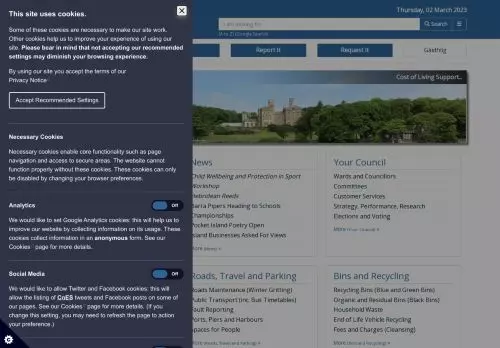 This site uses cookies.
Some of these cookies are necessary to make our site work.
Other cookies help us to improve your experience of using our
site. Please bear in mind that not accepting our recommended
settings may diminish your browsing experience.
By using our site you accept the terms of our
Privacy Notice
Accept Recommended Settings
Necessary Cookies
Necessary cookies enable core functionality such as page
navigation and access to secure areas. The website cannot
function properly without these cookies. These cookies can only
be disabled by changing your browser preferences.
Analytics
Off
We would like to set Google Analytics cookies: this will help us to
improve our website by collecting information on its usage. These
cookies collect information in an anonymous form. See our
Cookies page for more details.
Social Media
Off
We would like to allow Twitter and Facebook cookies: this will
allow the listing of CnES tweets and Facebook posts on some of
our pages. See our Cookies page for more details. (If you
change this setting, you may need to refresh the page to action
your preference.)
Thursday, 02 March 2023
I am looking for
Search
(A to Z) (Google Search)
Report It
Request It
Gàidhlig
Cost of Living Support..
News
Child Wellbeing and Protection in Sport
Workshop
Hebridean Reeds
Barra Pipers Heading to Schools
Championships
Pocket Island Poetry Open
Island Businesses Asked For Views
More (News)
Your Council
Wards and Councillors
Committees
Customer Services
Strategy, Performance, Research
Elections and Voting
More (Your Council)
Roads, Travel and Parking
Roads Maintenance (Winter Gritting)
Public Transport (inc. Bus Timetables)
Fault Reporting
Ports, Piers and Harbours
Spaces for People
More (Roads, Travel and Parking)
Bins and Recycling
Recycling Bins (Blue and Green Bins)
Organic and Residual Bins (Black Bins)
Household Waste
End of Life Vehicle Recycling
Fees and Charges (Cleansing)
More (Bins and Recycling)